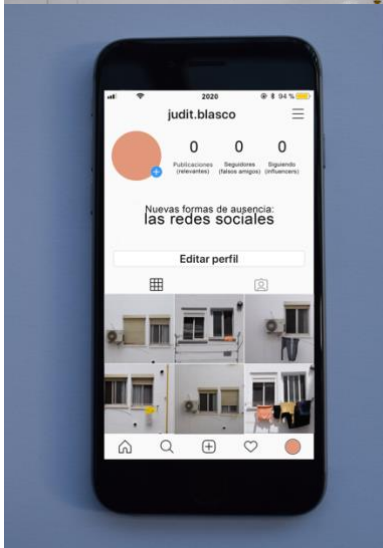 2020
94 %
judit.blasco
0 0 0
Publicaciones Seguidores Siguiendo
(relevantes) (falsos amigos) (influencers)
Nuevas formas de ausencia:
las redes sociales
Editar perfil